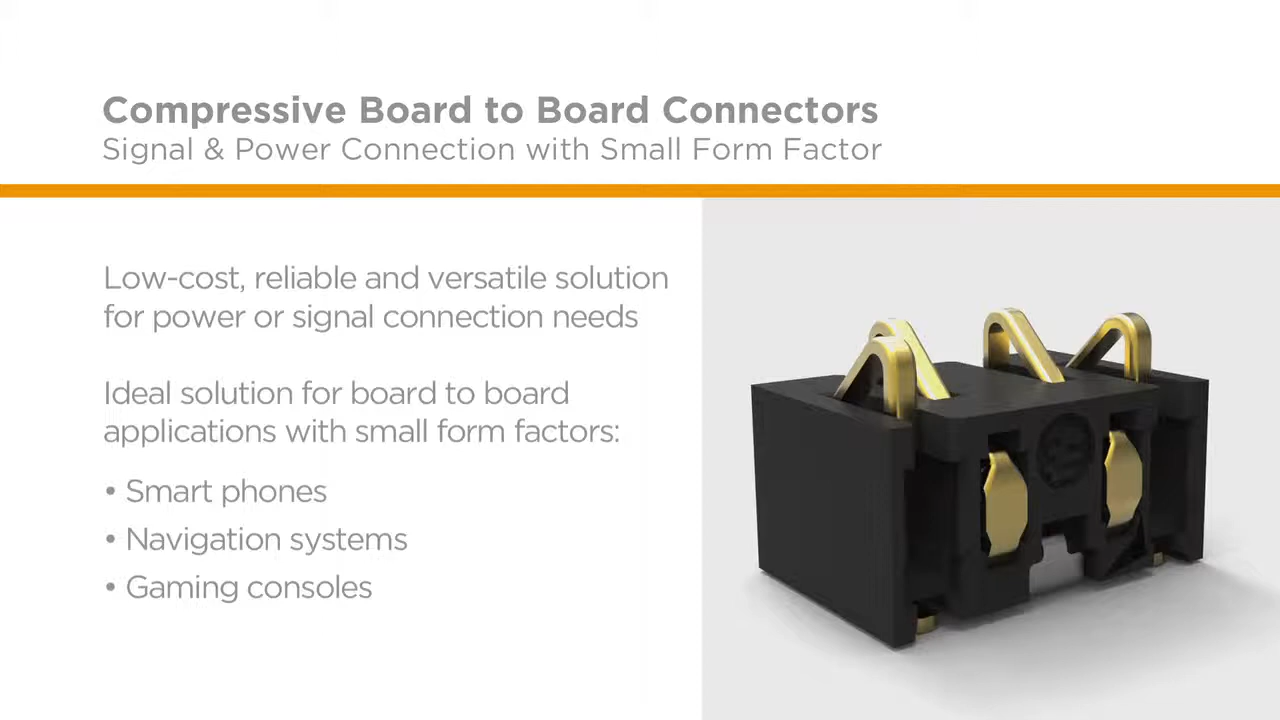 Compressive Board to Board Connectors
Signal & Power Connection with Small Form Factor
Low-cost, reliable and versatile solution
for power or signal connection needs
Ideal solution for board to board
applications with small form factors:
• Smart phones
• Navigation systems
• Gaming consoles